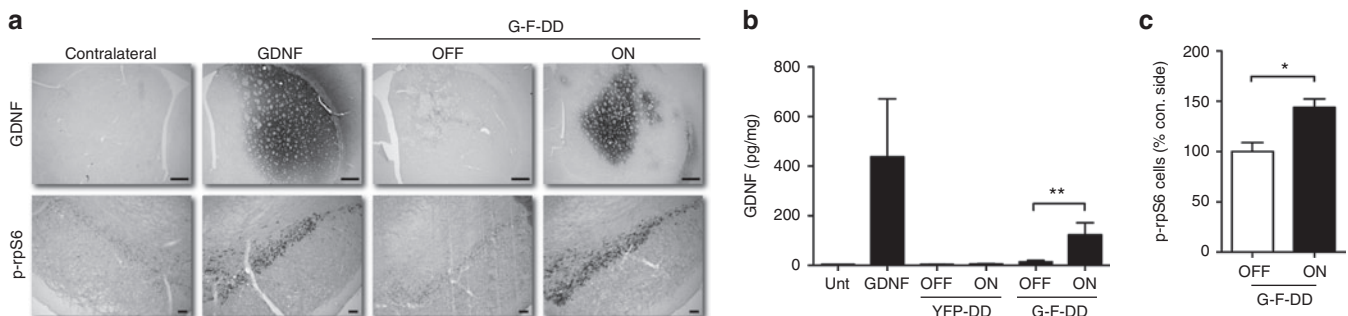 a
G-F-DD
Contralateral GDNF OFF ON
GDNF
p-rpS6
b
GDNF (pg/mg)
800
600
400
200
0
**
Unt GDNF OFF ON OFF ON
YFP-DD G-F-DD
c
p-rpS6 cells (% con. side)
200
150
100
50
0
*
OFF ON
G-F-DD